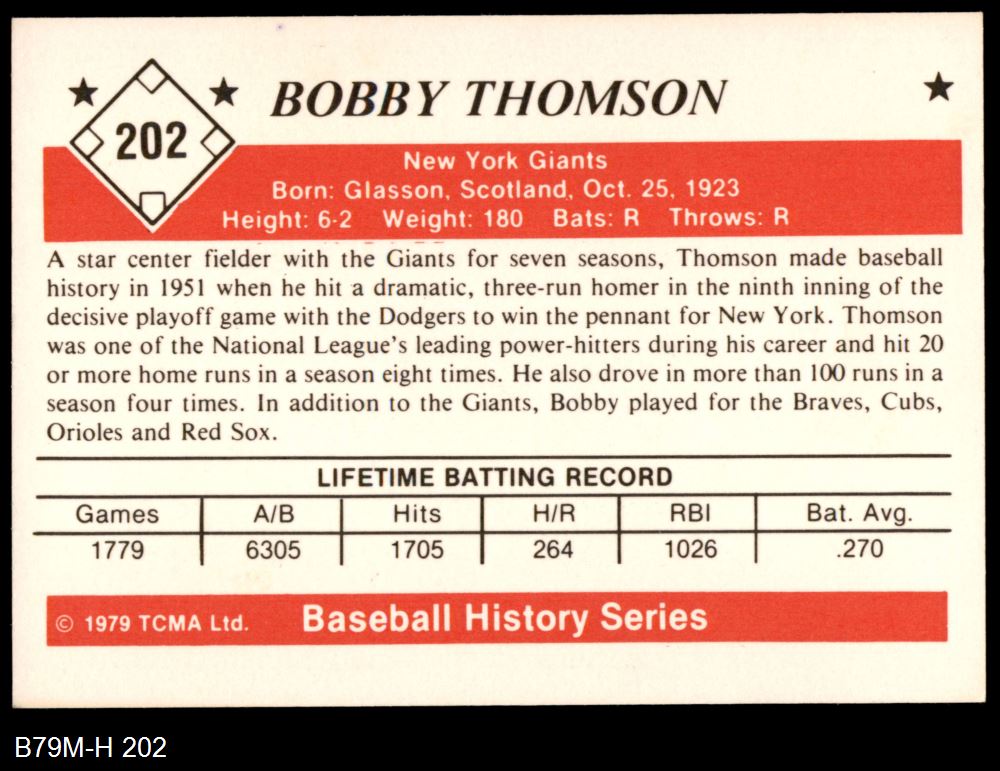 202
BOBBY THOMSON
New York Giants
Born: Glasson, Scotland, Oct. 25, 1923
Height: 6-2 Weight: 180 Bats: R Throws: R
A star center fielder with the Giants for seven seasons, Thomson made baseball
history in 1951 when he hit a dramatic, three-run homer in the ninth inning of the
decisive playoff game with the Dodgers to win the pennant for New York. Thomson
was one of the National League's leading power-hitters during his career and hit 20
or more home runs in a season eight times. He also drove in more than 100 runs in a
season four times. In addition to the Giants, Bobby played for the Braves, Cubs,
Orioles and Red Sox.
LIFETIME BATTING RECORD
Games A/B Hits H/R RBI Bat. Avg.
1779 6305 1705 264 1026 .270
© 1979 TCMA Ltd. Baseball History Series
B79M-H 202